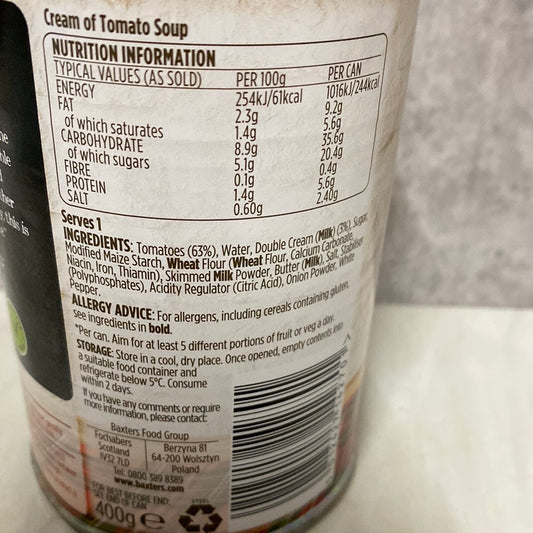 Cream of Tomato Soup
NUTRITION INFORMATION
TYPICAL VALUES (AS SOLD) PER 100g PER CAN
ENERGY 254kJ/61kcal 1016kJ/244kcal
FAT 2.3g 9.2g
of which saturates 1.4g 5.6g
CARBOHYDRATE 8.9g 35.6g
of which sugars 5.1g 20.4g
FIBRE 0.1g 0.4g
PROTEIN 1.4g 5.6g
SALT 0.60g 2.40g
Serves 1
INGREDIENTS: Tomatoes (63%), Water, Double Cream (Milk) (3%), Sugar,
Modified Maize Starch, Wheat Flour (Wheat Flour, Calcium Carbonate,
Niacin, Iron, Thiamin), Skimmed Milk Powder, Butter (Milk), Salt, Stabiliser
(Polyphosphates), Acidity Regulator (Citric Acid), Onion Powder, White
Pepper.
ALLERGY ADVICE: For allergens, including cereals containing gluten,
see ingredients in bold.
*Per can. Aim for at least 5 different portions of fruit or veg a day.
STORAGE: Store in a cool, dry place. Once opened, empty contents into
a suitable food container and
refrigerate below 5°C. Consume
within 2 days.
If you have any comments or require
more information, please contact:
Baxters Food Group
Fochabers
Scotland
IV32 7LD
Berzyna 81
64-200 Wolsztyn
Poland
Tel: 0800 389 8389
www.baxters.com
FOR BEST BEFORE END
SEE END OF CAN
400g e
STEEL
this is